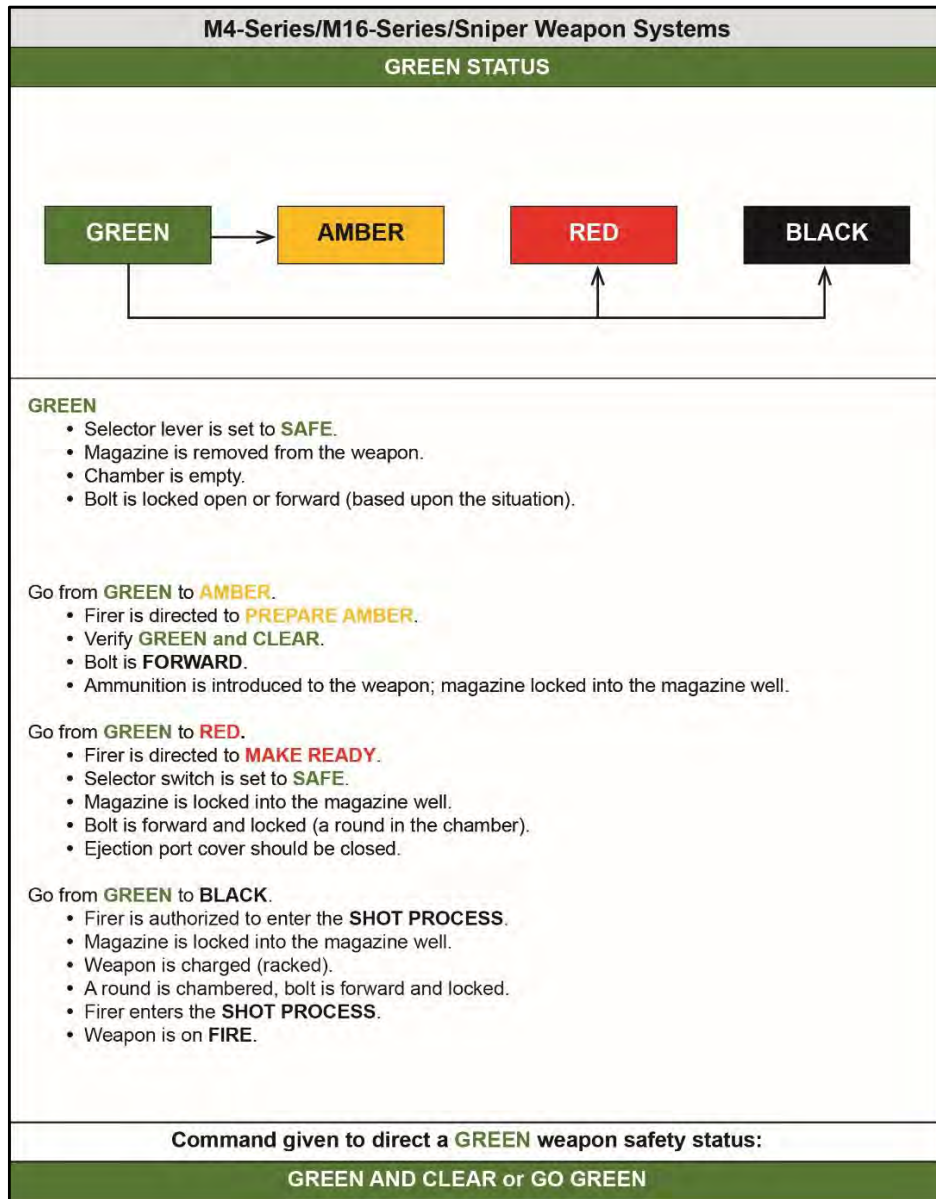 M4-Series/M16-Series/Sniper Weapon Systems
GREEN STATUS
GREEN
AMBER
RED
BLACK
GREEN
• Selector lever is set to SAFE.
• Magazine is removed from the weapon.
• Chamber is empty.
• Bolt is locked open or forward (based upon the situation).
Go from GREEN to AMBER.
• Firer is directed to PREPARE AMBER.
• Verify GREEN and CLEAR.
• Bolt is FORWARD.
• Ammunition is introduced to the weapon; magazine locked into the magazine well.
Go from GREEN to RED.
• Firer is directed to MAKE READY.
• Selector switch is set to SAFE.
• Magazine is locked into the magazine well.
• Bolt is forward and locked (a round in the chamber).
• Ejection port cover should be closed.
Go from GREEN to BLACK.
• Firer is authorized to enter the SHOT PROCESS.
• Magazine is locked into the magazine well.
• Weapon is charged (racked).
• A round is chambered, bolt is forward and locked.
• Firer enters the SHOT PROCESS.
• Weapon is on FIRE.
Command given to direct a GREEN weapon safety status:
GREEN AND CLEAR or GO GREEN